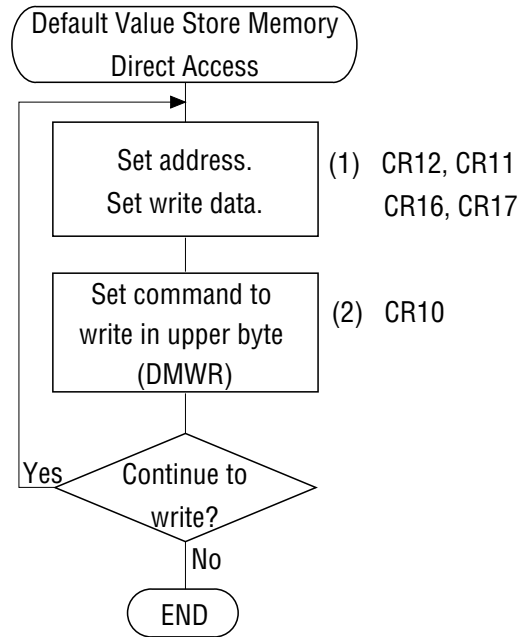 Default Value Store Memory
Direct Access
Set address.
Set write data.
(1) CR12, CR11
CR16, CR17
Set command to
write in upper byte
(DMWR)
(2) CR10
Yes
Continue to
write?
No
END